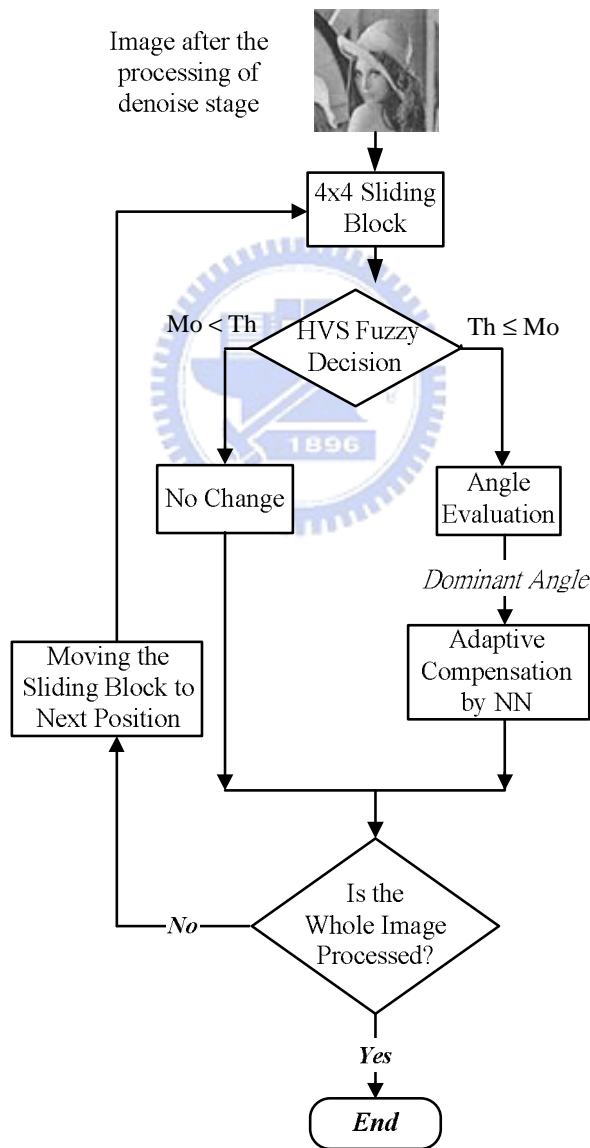 Image after the
processing of
denoise stage
4x4 Sliding
Block
Mo < Th
HVS Fuzzy
Decision
Th ≤ Mo
1896
No Change
Angle
Evaluation
Dominant Angle
Moving the
Sliding Block to
Next Position
Adaptive
Compensation
by NN
Is the
Whole Image
Processed?
No
Yes
End